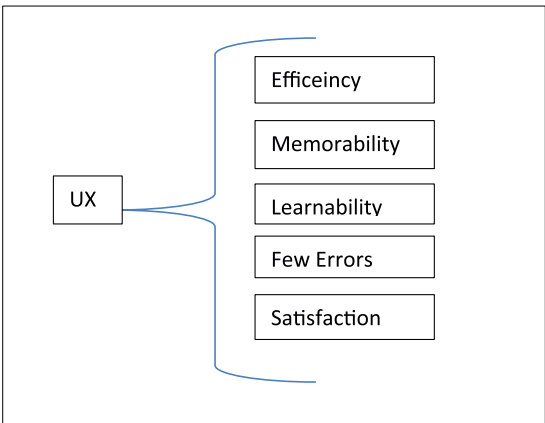 UX
Efficeincy
Memorability
Learnability
Few Errors
Satisfaction